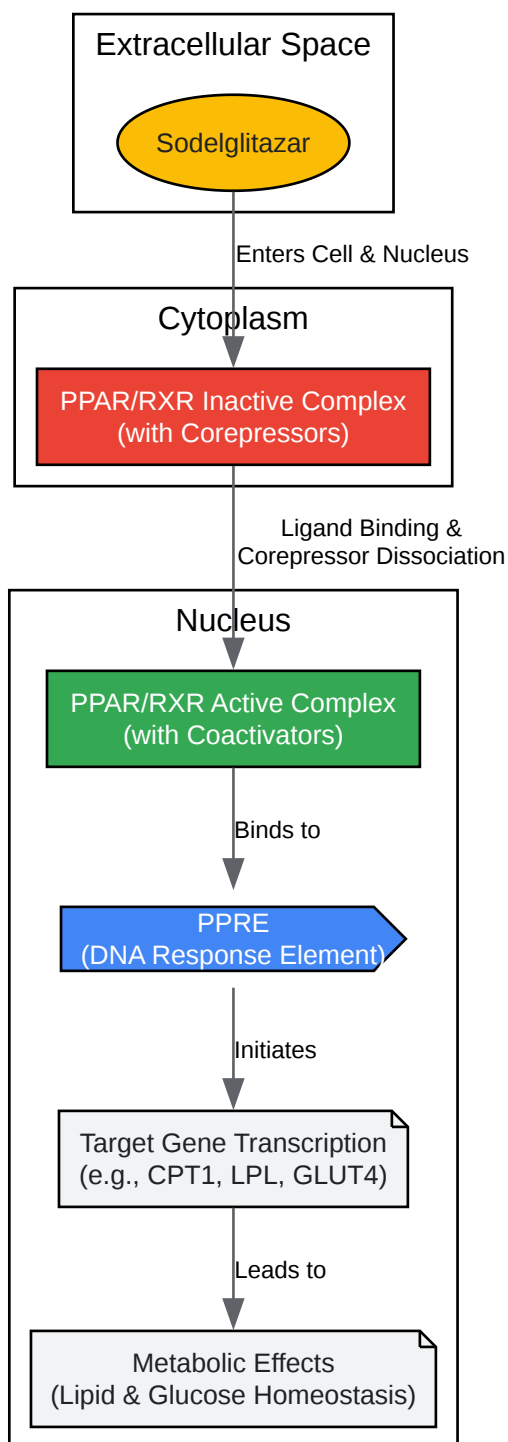 Extracellular Space
Sodelglitazar
Enters Cell & Nucleus
Cytoplasm
PPAR/RXR Inactive Complex
(with Corepressors)
Ligand Binding &
Corepressor Dissociation
Nucleus
PPAR/RXR Active Complex
(with Coactivators)
Binds to
PPRE
(DNA Response Element)
Initiates
Target Gene Transcription
(e.g., CPT1, LPL, GLUT4)
Leads to
Metabolic Effects
(Lipid & Glucose Homeostasis)